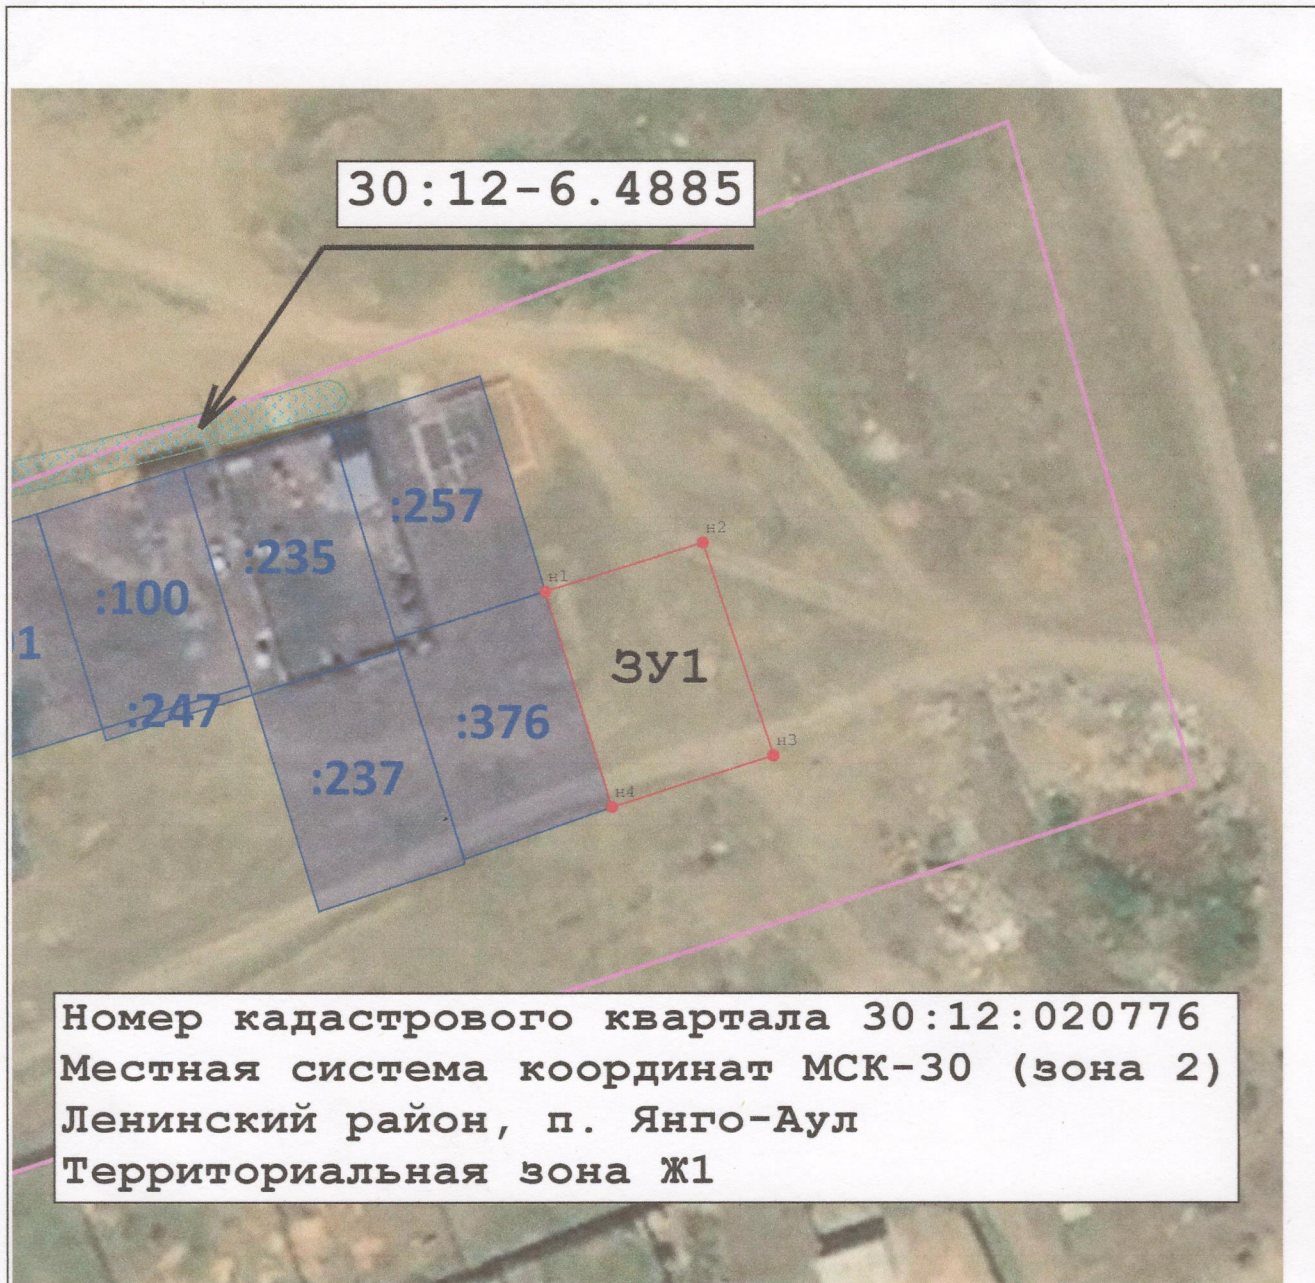 30:12-6.4885
:257
н2
:235
н1
:100
ЗУ1
:247
:376
н3
:237
н4
Номер кадастрового квартала 30:12:020776
Местная система координат МСК-30 (зона 2)
Ленинский район, п. Янго-Аул
Территориальная зона Ж1